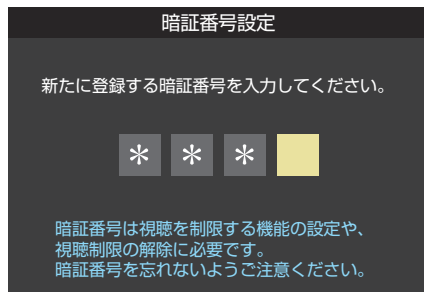 暗証番号設定
新たに登録する暗証番号を入力してください。
* * *
暗証番号は視聴を制限する機能の設定や、
視聴制限の解除に必要です。
暗証番号を忘れないようご注意ください。